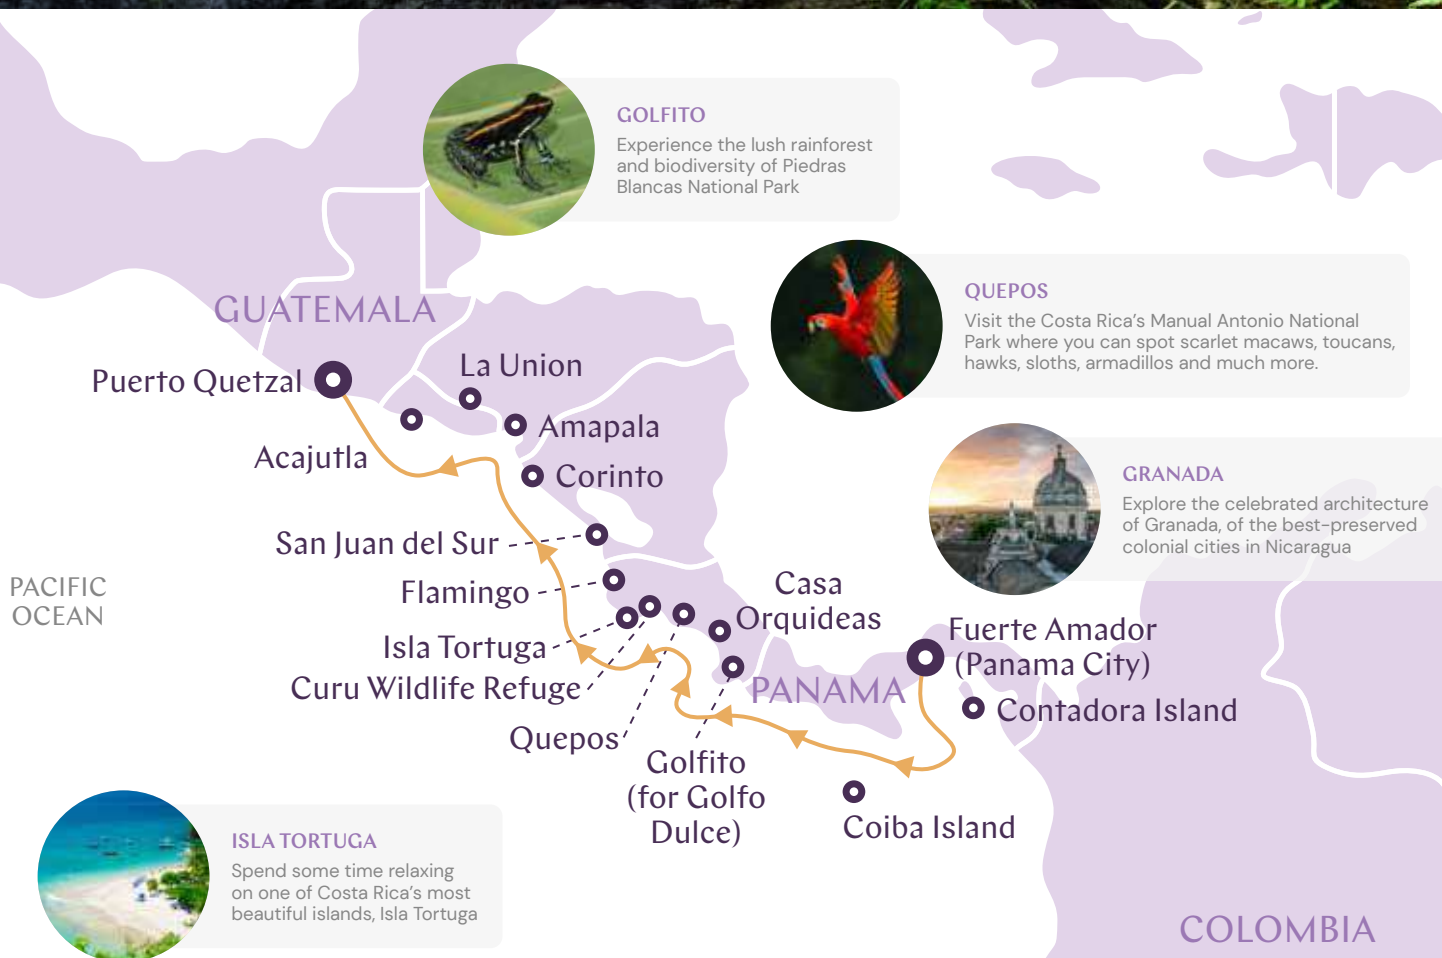 GOLFITO
Experience the lush rainforest
and biodiversity of Piedras
Blancas National Park
QUEPOS
Visit the Costa Rica's Manual Antonio National
Park where you can spot scarlet macaws, toucans,
hawks, sloths, armadillos and much more.
GUATEMALA
Puerto Quetzal
La Union
Acajutla
Amapala
Corinto
GRANADA
Explore the celebrated architecture
of Granada, of the best-preserved
colonial cities in Nicaragua
San Juan del Sur
PACIFIC
OCEAN
Flamingo
Casa
Orquideas
Isla Tortuga
Curu Wildlife Refuge
Fuerte Amador
(Panama City)
PANAMA
Contadora Island
Quepos
Golfito
(for Golfo
Dulce)
Coiba Island
ISLA TORTUGA
Spend some time relaxing
on one of Costa Rica's most
beautiful islands, Isla Tortuga
COLOMBIA